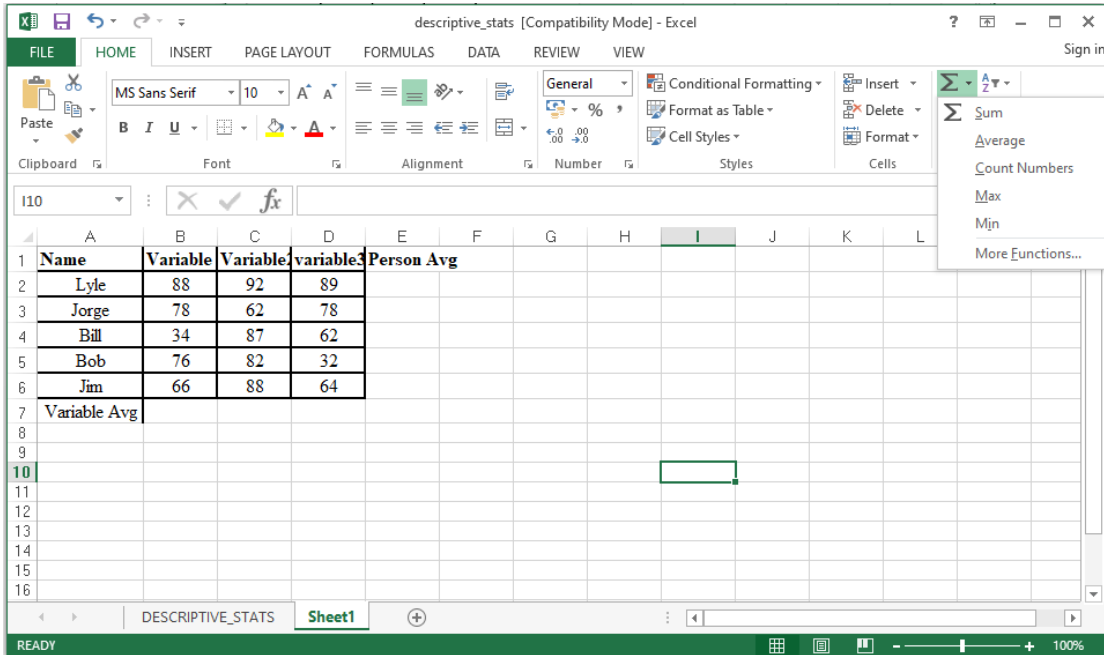 descriptive_stats [Compatibility Mode] - Excel
FILE HOME INSERT PAGE LAYOUT FORMULAS DATA REVIEW VIEW Sign in
Paste
MS Sans Serif 10
B I U
General
%
Conditional Formatting
Format as Table
Cell Styles
Insert
Delete
Format
Clipboard Font Alignment Number Styles Cells
Sum
Average
Count Numbers
Max
Min
More Functions...
I10 fx
A B C D E F G H I J K L
1 Name Variable Variable2 variable3 Person Avg
2 Lyle 88 92 89
3 Jorge 78 62 78
4 Bill 34 87 62
5 Bob 76 82 32
6 Jim 66 88 64
7 Variable Avg
8
9
10
11
12
13
14
15
16
DESCRIPTIVE_STATS Sheet1
READY 100%